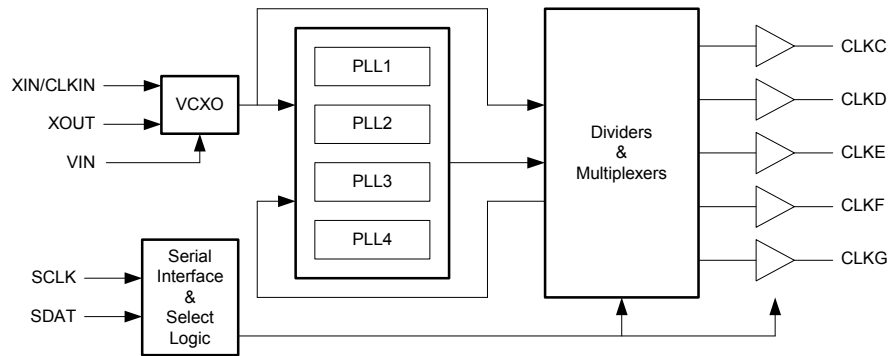 XIN/CLKIN
XOUT
VIN
VCXO
PLL1
PLL2
PLL3
PLL4
Dividers
&
Multiplexers
CLKC
CLKD
CLKE
CLKF
CLKG
SCLK
SDAT
Serial
Interface
&
Select
Logic